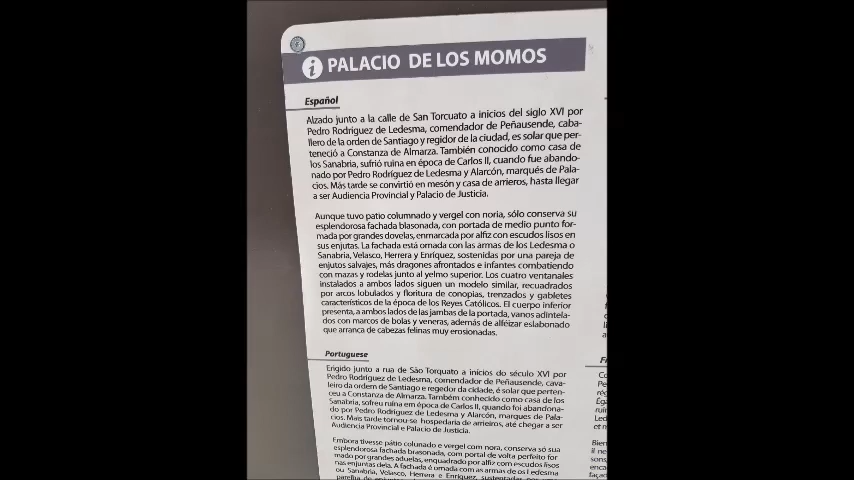 i PALACIO DE LOS MOMOS
Español
Alzado junto a la calle de San Torcuato a inicios del siglo XVI por
Pedro Rodríguez de Ledesma, comendador de Peñausende, caba-
llero de la orden de Santiago y regidor de la ciudad, es solar que per-
teneció a Constanza de Almarza. También conocido como casa de
los Sanabria, sufrió ruina en época de Carlos II, cuando fue abando-
nado por Pedro Rodríguez de Ledesma y Alarcón, marqués de Pala-
cios. Más tarde se convirtió en mesón y casa de arrieros, hasta llegar
a ser Audiencia Provincial y Palacio de Justicia.
Aunque tuvo patio columnado y vergel con noria, sólo conserva su
esplendorosa fachada blasonada, con portada de medio punto for-
mada por grandes dovelas, enmarcada por alfiz con escudos lisos en
sus enjutas. La fachada está ornada con las armas de los Ledesma o
Sanabria, Velasco, Herrera y Enríquez, sostenidas por una pareja de
enjutos salvajes, más dragones afrontados e infantes combatiendo
con mazas y rodelas junto al yelmo superior. Los cuatro ventanales
instalados a ambos lados siguen un modelo similar, recuadrados
por arcos lobulados y floritura de conopias, trenzados y gabletes
característicos de la época de los Reyes Católicos. El cuerpo inferior
presenta, a ambos lados de las jambas de la portada, vanos adintela-
dos con marcos de bolas y veneras, además de alféizar eslabonado
que arranca de cabezas felinas muy erosionadas.
Portuguese
Erigido junto a rua de São Torquato a inícios do século XVI por
Pedro Rodríguez de Ledesma, comendador de Peñausende, cava-
leiro da ordem de Santiago e regedor da cidade, é solar que perten-
ceu a Constanza de Almarza. Também conhecido como casa de los
Sanabria, sofreu ruína em época de Carlos II, quando foi abandona-
do por Pedro Rodríguez de Ledesma y Alarcón, marques de Pala-
cios. Mais tarde tornou-se hospedaria de arrieiros, até chegar a ser
Audiencia Provincial e Palacio de Justicia.
Embora tivesse pátio colunado e vergel com nora, conserva só sua
esplendorosa fachada brasonada, com portal de volta perfeito for
mado por grandes aduelas, enquadrado por alfiz com escudos lisos
nas enjuntas dela. A fachada é ornada com as armas de os Ledesma
ou Sanabria, Velasco, Herrera e Enríquez, sustentadas por uma